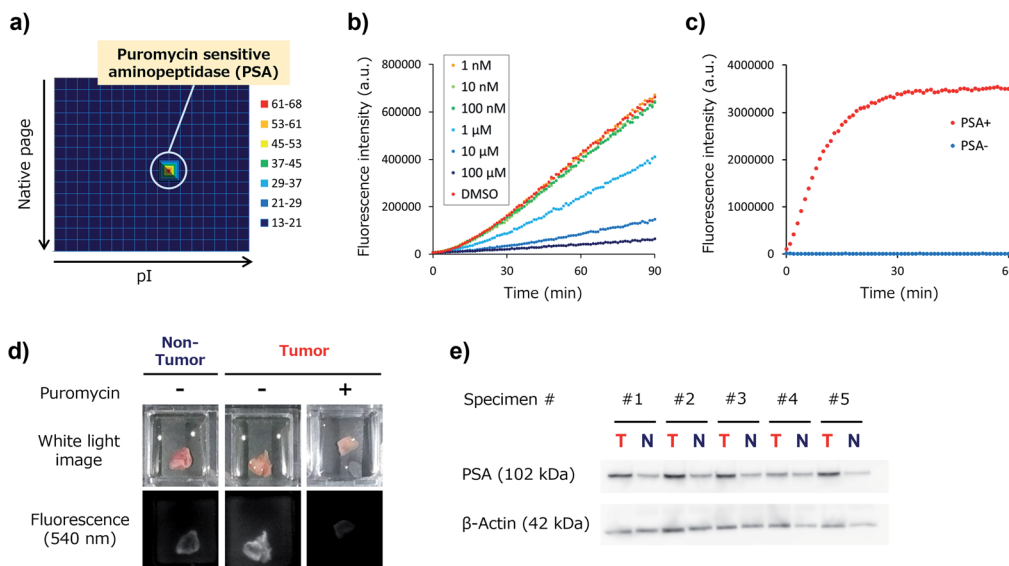 a)
Puromycin sensitive
aminopeptidase (PSA)
Native page
pI
61-68
53-61
45-53
37-45
29-37
21-29
13-21
b)
Fluorescence intensity (a.u.)
800000
600000
400000
200000
0
0
30
60
90
Time (min)
1 nM
10 nM
100 nM
1 μM
10 μM
100 μM
DMSO
c)
Fluorescence intensity (a.u.)
4000000
3000000
2000000
1000000
0
0
30
60
Time (min)
PSA+
PSA-
d)
Non-
Tumor
Tumor
Puromycin
-
-
+
White light
image
Fluorescence
(540 nm)
e)
Specimen #
#1
#2
#3
#4
#5
T N T N T N T N T N
PSA (102 kDa)
β-Actin (42 kDa)